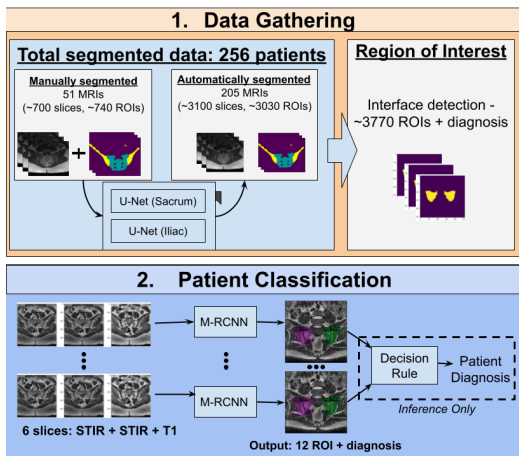 1. Data Gathering
Total segmented data: 256 patients
Manually segmented
51 MRIs
(~700 slices, ~740 ROIs)
Automatically segmented
205 MRIs
(~3100 slices, ~3030 ROIs)
+
U-Net (Sacrum)
U-Net (Iliac)
Region of Interest
Interface detection -
~3770 ROIs + diagnosis
2. Patient Classification
M-RCNN
M-RCNN
Decision
Rule
Patient
Diagnosis
Inference Only
6 slices: STIR + STIR + T1
Output: 12 ROI + diagnosis